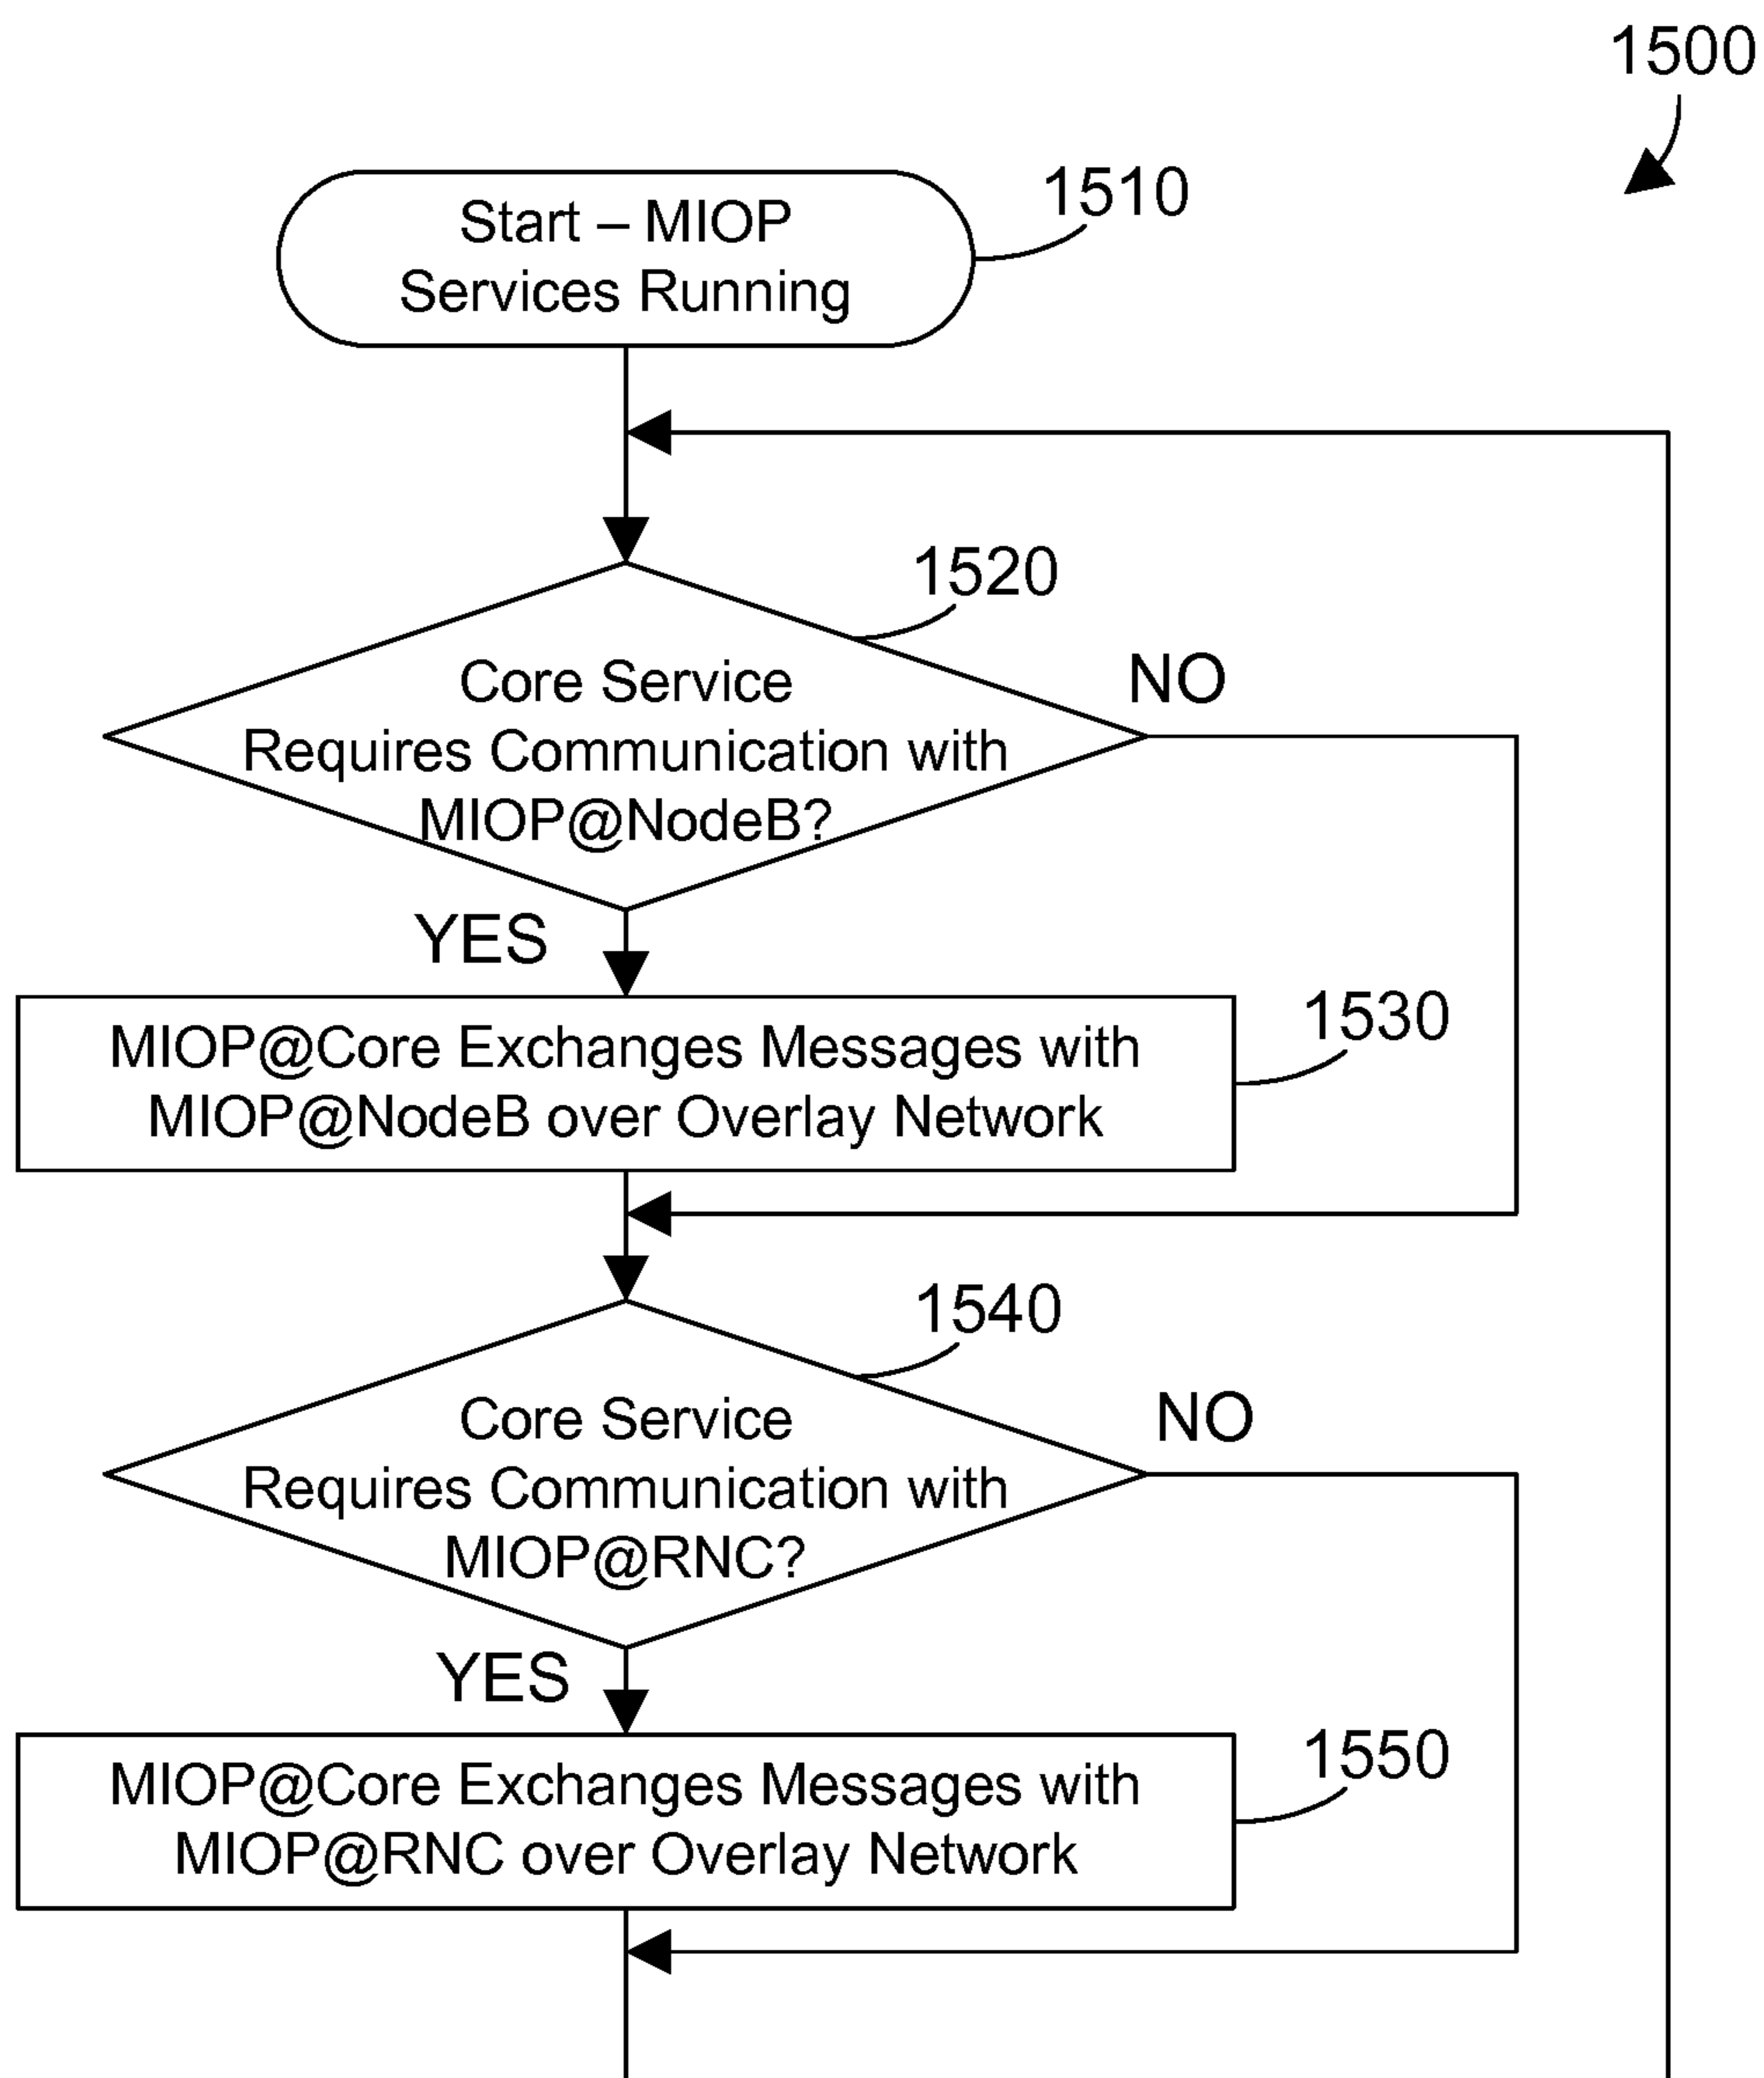 1500
1510
Start – MIOP
Services Running
1520
Core Service
Requires Communication with
MIOP@NodeB?
NO
YES
1530
MIOP@Core Exchanges Messages with
MIOP@NodeB over Overlay Network
1540
Core Service
Requires Communication with
MIOP@RNC?
NO
YES
1550
MIOP@Core Exchanges Messages with
MIOP@RNC over Overlay Network